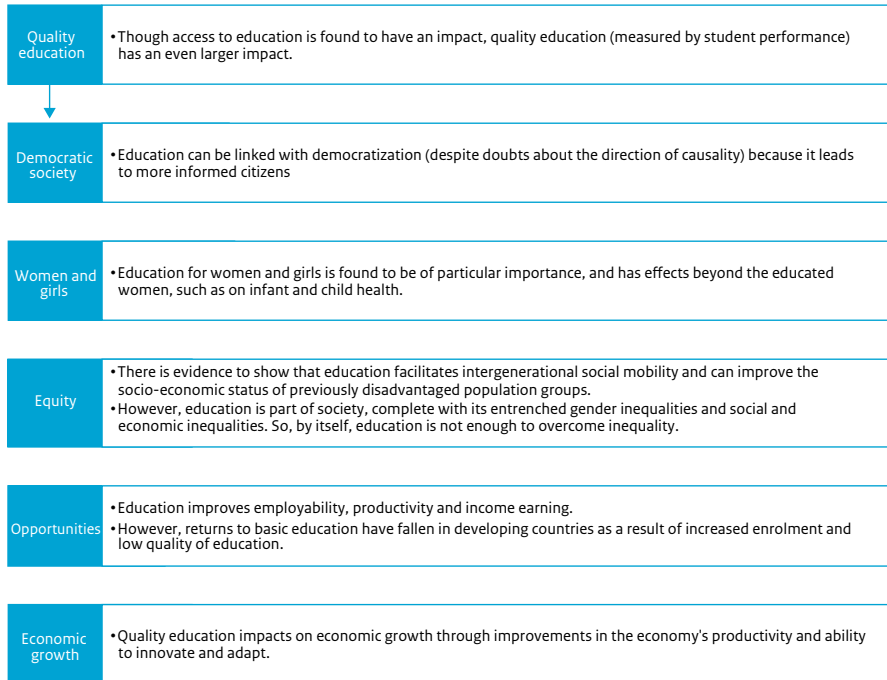 Quality
education
•Though access to education is found to have an impact, quality education (measured by student performance)
has an even larger impact.
Democratic
society
•Education can be linked with democratization (despite doubts about the direction of causality) because it leads
to more informed citizens
Women and
girls
•Education for women and girls is found to be of particular importance, and has effects beyond the educated
women, such as on infant and child health.
Equity
•There is evidence to show that education facilitates intergenerational social mobility and can improve the
socio-economic status of previously disadvantaged population groups.
•However, education is part of society, complete with its entrenched gender inequalities and social and
economic inequalities. So, by itself, education is not enough to overcome inequality.
Opportunities
•Education improves employability, productivity and income earning.
•However, returns to basic education have fallen in developing countries as a result of increased enrolment and
low quality of education.
Economic
growth
•Quality education impacts on economic growth through improvements in the economy's productivity and ability
to innovate and adapt.